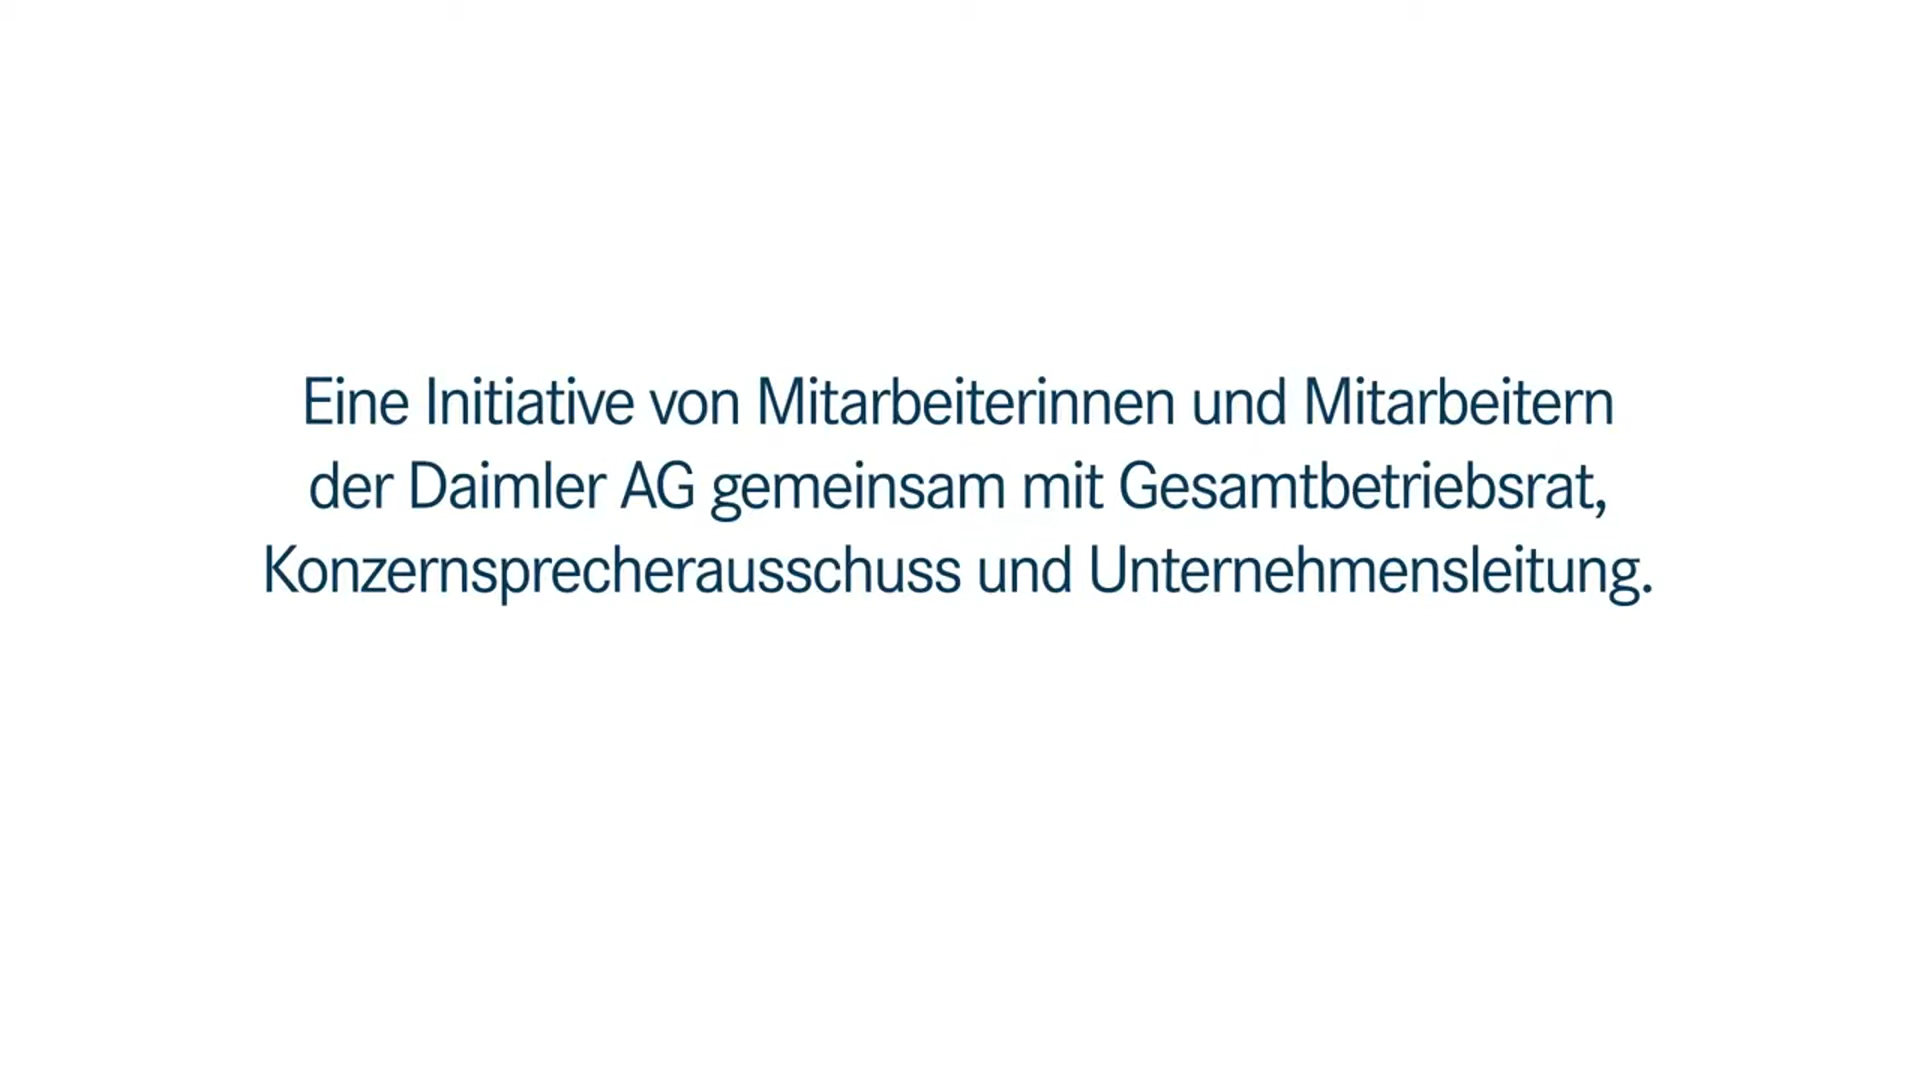 Eine Initiative von Mitarbeiterinnen und Mitarbeitern
der Daimler AG gemeinsam mit Gesamtbetriebsrat,
Konzernsprecherausschuss und Unternehmensleitung.